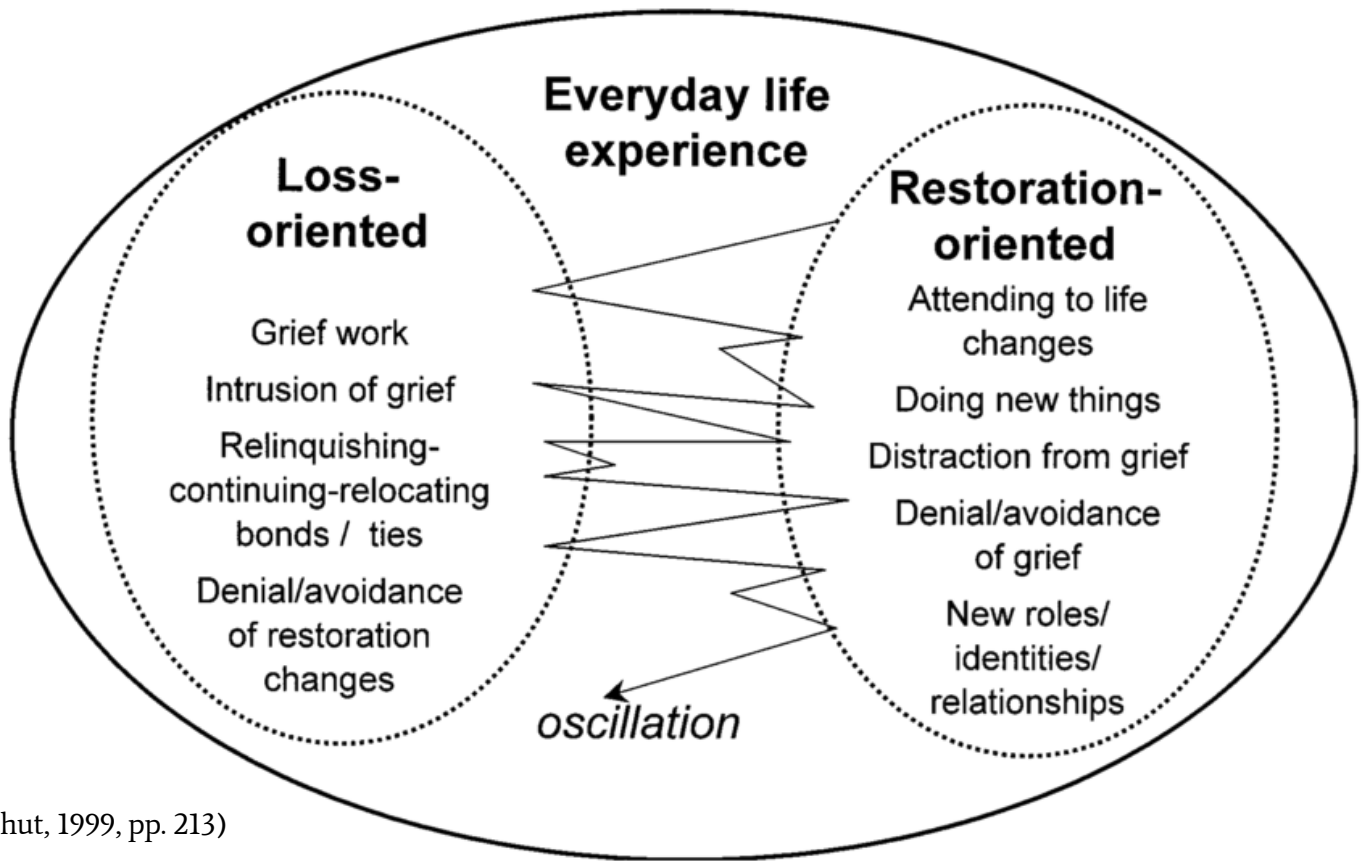 Everyday life
experience
Loss-
oriented
Grief work
Intrusion of grief
Relinquishing-
continuing-relocating
bonds / ties
Denial/avoidance
of restoration
changes
Restoration-
oriented
Attending to life
changes
Doing new things
Distraction from grief
Denial/avoidance
of grief
New roles/
identities/
relationships
oscillation
hut, 1999, pp. 213)